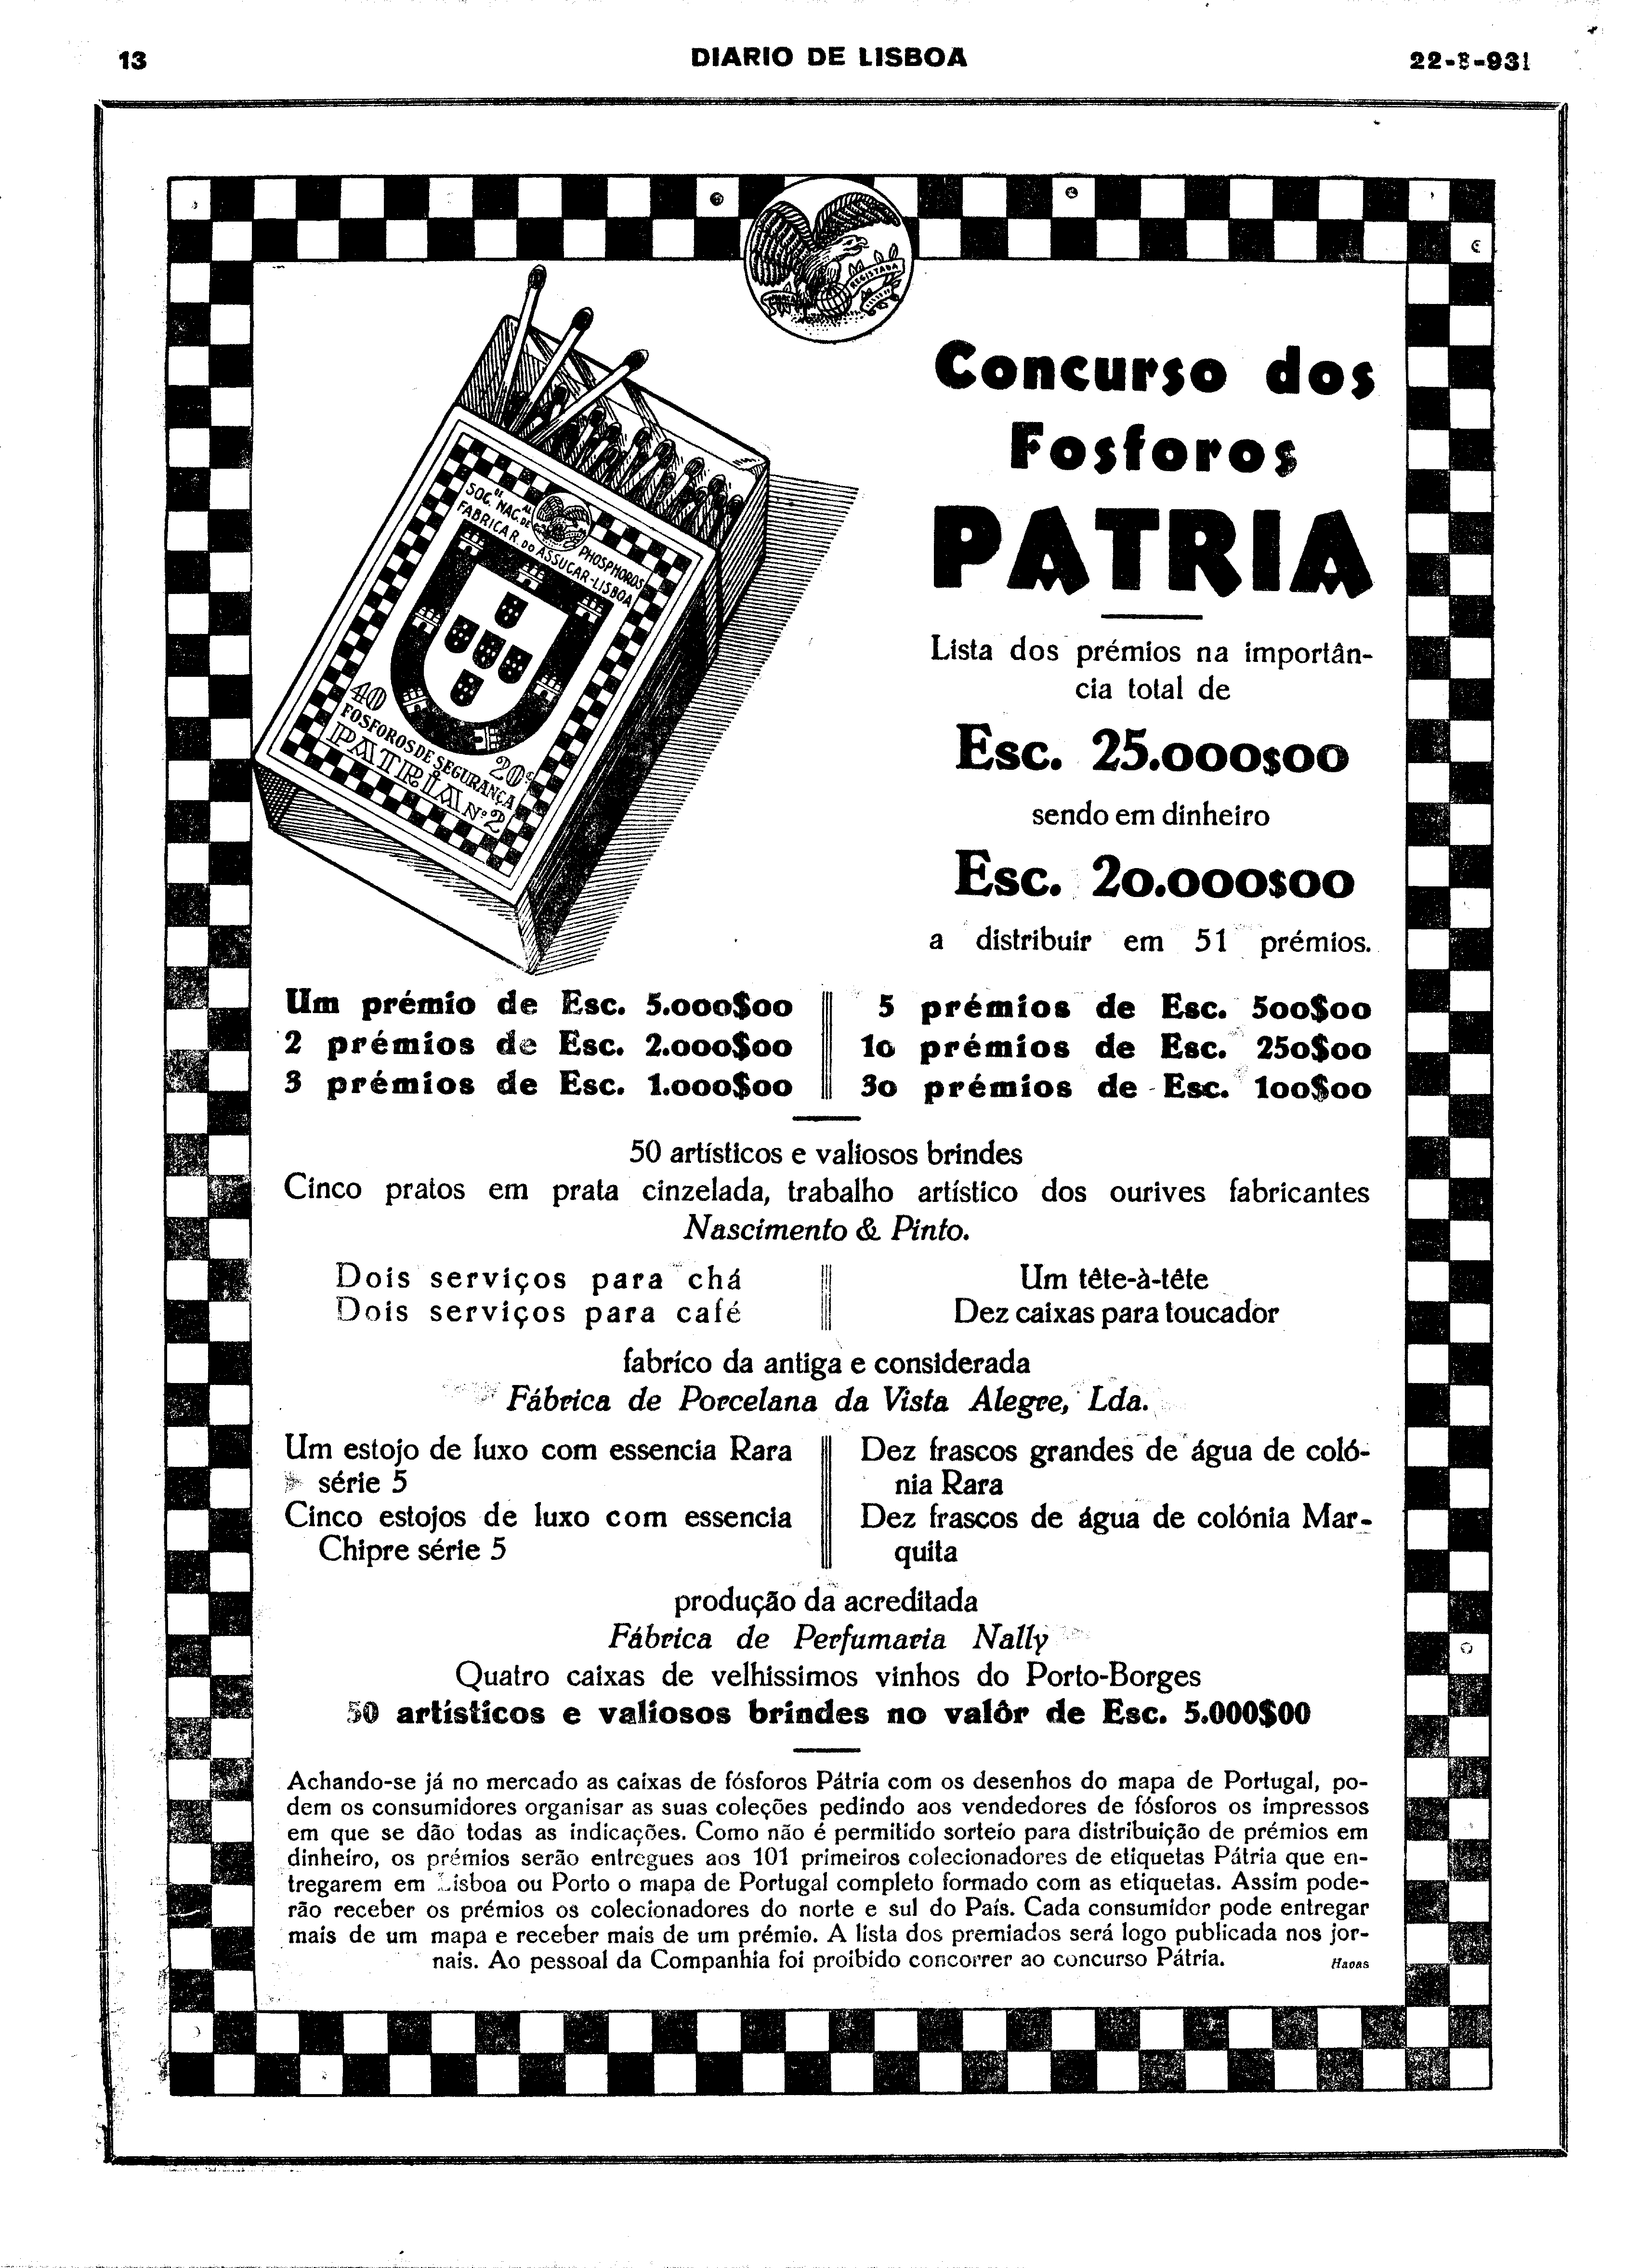 13
DIARIO DE LISBOA
22-8-931
REGISTADA
Concurso dos
Fosforos
PATRIA
SOC.DE NAC.AL DE PHOSPHOROS
FABRICA R. DO ASSUCAR-LISBOA
40
20c
FOSFOROS DE SEGURANÇA
PATRIA Nº 2
Lista dos prémios na importân-
cia total de
Esc. 25.000$00
sendo em dinheiro
Esc. 20.000$00
a distribuir em 51 prémios.
Um prémio de Esc. 5.000$00
2 prémios de Esc. 2.000$00
3 prémios de Esc. 1.000$00
5 prémios de Esc. 500$00
10 prémios de Esc. 250$00
30 prémios de Esc. 100$00
50 artísticos e valiosos brindes
Cinco pratos em prata cinzelada, trabalho artístico dos ourives fabricantes
Nascimento & Pinto.
Dois serviços para chá
Dois serviços para café
Um tête-à-tête
Dez caixas para toucador
fabríco da antiga e considerada
Fábrica de Porcelana da Vista Alegre, Lda.
Um estojo de luxo com essencia Rara
série 5
Cinco estojos de luxo com essencia
Chipre série 5
Dez frascos grandes de água de coló-
nia Rara
Dez frascos de água de colónia Mar-
quita
produção da acreditada
Fábrica de Perfumaria Nally
Quatro caixas de velhissimos vinhos do Porto-Borges
50 artísticos e valiosos brindes no valôr de Esc. 5.000$00
Achando-se já no mercado as caixas de fósforos Pátria com os desenhos do mapa de Portugal, po-
dem os consumidores organisar as suas coleções pedindo aos vendedores de fósforos os impressos
em que se dão todas as indicações. Como não é permitido sorteio para distribuição de prémios em
dinheiro, os prémios serão entregues aos 101 primeiros colecionadores de etiquetas Pátria que en-
tregarem em Lisboa ou Porto o mapa de Portugal completo formado com as etiquetas. Assim pode-
rão receber os prémios os colecionadores do norte e sul do País. Cada consumidor pode entregar
mais de um mapa e receber mais de um prémio. A lista dos premiados será logo publicada nos jor-
nais. Ao pessoal da Companhia foi proibido concorrer ao concurso Pátria.
Havas